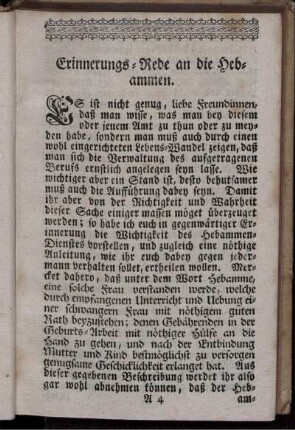 Erinnerungs-Rede an die Heb-
ammen.
ES ist nicht genug, liebe Freundinnen,
daß man wisse, was man bey diesem
oder jenem Amt zu thun oder zu mey-
den habe, sondern man muß auch durch einen
wohl eingerichteten Lebens-Wandel zeigen, daß
man sich die Verwaltung des aufgetragenen
Berufs ernstlich angelegen seyn lasse. Wie
wichtiger aber ein Stand ist, desto behutsamer
muß auch die Aufführung dabey seyn. Damit
ihr aber von der Richtigkeit und Wahrheit
dieser Sache einiger massen möget überzeuget
werden; so habe ich euch in gegenwärtiger Er-
innerung die Wichtigkeit des Hebammen-
Dienstes vorstellen, und zugleich eine nöthige
Anleitung, wie ihr euch dabey gegen jeder-
mann verhalten sollet, ertheilen wollen. Mer-
cket dahero, daß unter dem Wort Hebamme,
eine solche Frau verstanden werde, welche
durch empfangenen Unterricht und Uebung ei-
ner schwangern Frau mit nöthigem guten
Rath beyzustehen; denen Gebährenden in der
Geburts-Arbeit mit nöthiger Hülfe an die
Hand zu gehen, und nach der Entbindung
Mutter und Kind bestmöglichst zu versorgen
genugsame Geschicklichkeit erlanget hat. Aus
dieser gegebenen Beschreibung werdet ihr also
gar wohl abnehmen können, daß der Heb-
A 4 am-